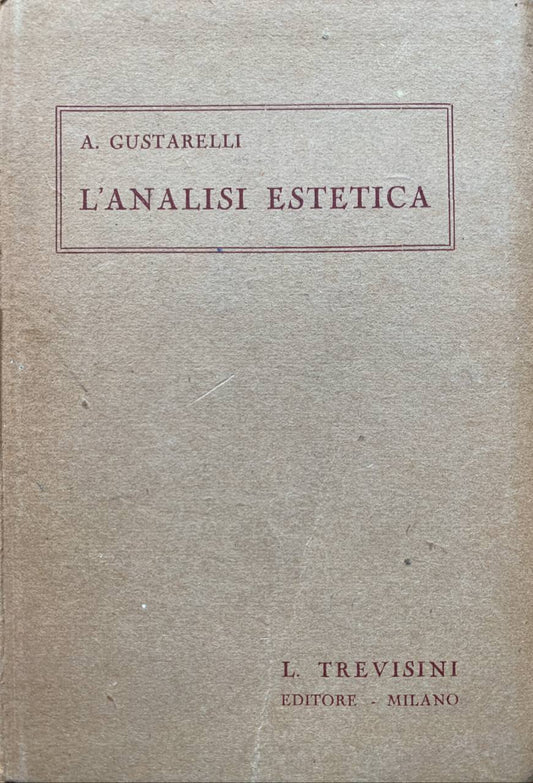 A. GUSTARELLI
L'ANALISI ESTETICA
L. TREVISINI
EDITORE - MILANO